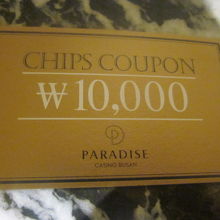 CHIPS COUPON
₩10,000
PARADISE
CASINO BUSAN